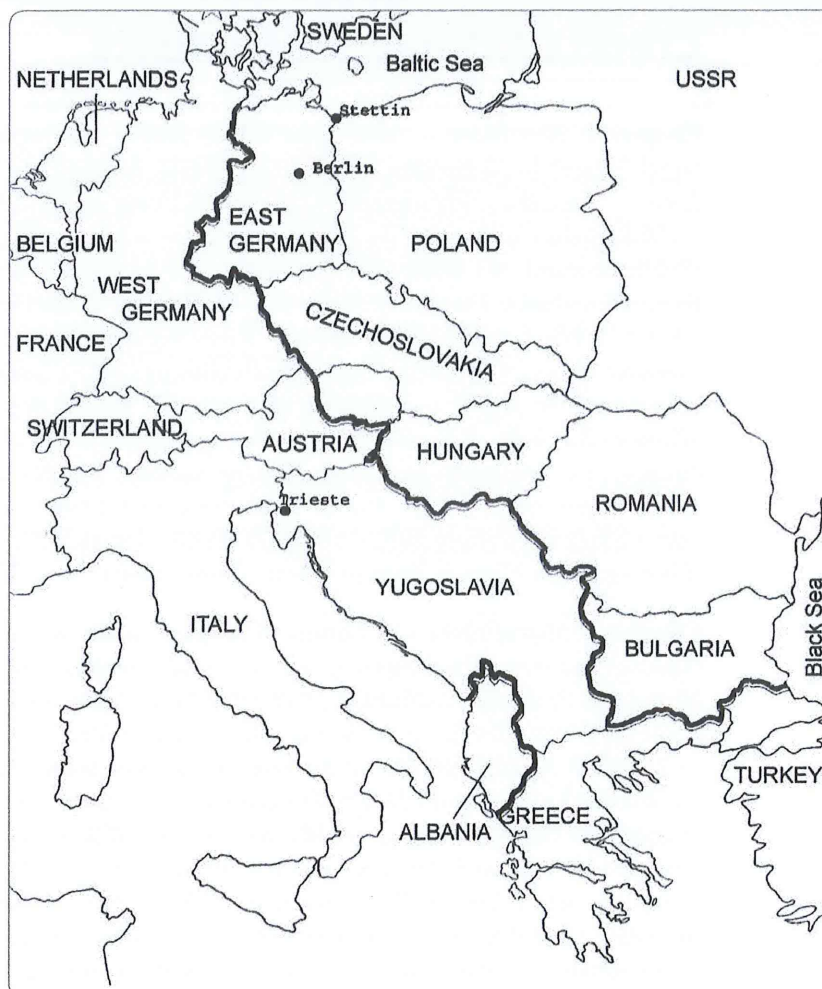 SWEDEN
Baltic Sea
NETHERLANDS
USSR
Stettin
Berlin
EAST
GERMANY
BELGIUM
POLAND
WEST
GERMANY
CZECHOSLOVAKIA
FRANCE
SWITZERLAND
AUSTRIA
HUNGARY
Trieste
ROMANIA
YUGOSLAVIA
ITALY
BULGARIA
Black Sea
TURKEY
ALBANIA
GREECE